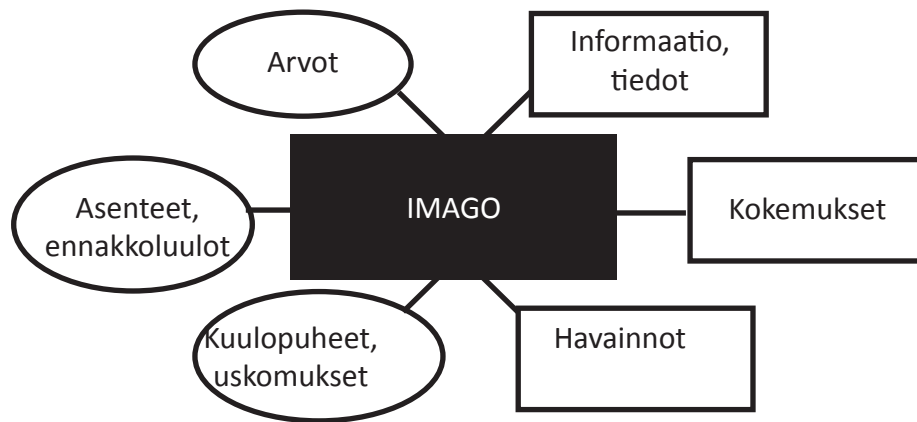 Arvot
Informaatio,
tiedot
Asenteet,
ennakkoluulot
IMAGO
Kokemukset
Kuulopuheet,
uskomukset
Havainnot